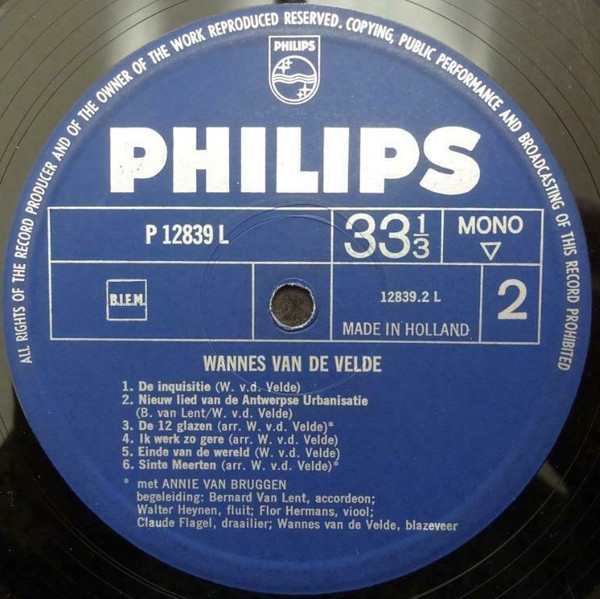 ALL RIGHTS OF THE RECORD PRODUCER AND OF THE OWNER OF THE WORK REPRODUCED RESERVED. COPYING, PUBLIC PERFORMANCE AND BROADCASTING OF THIS RECORD PROHIBITED
PHILIPS
PHILIPS
P 12839 L
33 1/3
MONO
B.I.E.M.
12839.2 L
MADE IN HOLLAND
2
WANNES VAN DE VELDE
1. De inquisitie (W. v.d. Velde)
2. Nieuw lied van de Antwerpse Urbanisatie
(B. van Lent/W. v.d. Velde)
3. De 12 glazen (arr. W. v.d. Velde)*
4. Ik werk zo gere (arr. W. v.d. Velde)
5. Einde van de wereld (W. v.d. Velde)
6. Sinte Meerten (arr. W. v.d. Velde)*
* met ANNIE VAN BRUGGEN
begeleiding: Bernard Van Lent, accordeon;
Walter Heynen, fluit; Flor Hermans, viool;
Claude Flagel, draailier; Wannes van de Velde, blazeveer